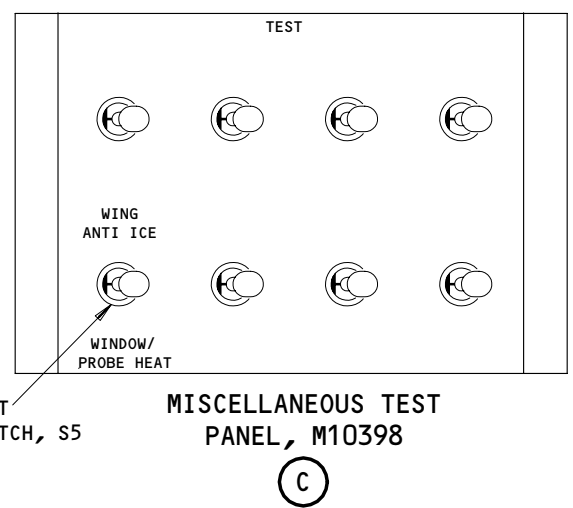 TEST
WING
ANTI ICE
WINDOW/
PROBE HEAT
T
TCH, S5
MISCELLANEOUS TEST
PANEL, M10398
C